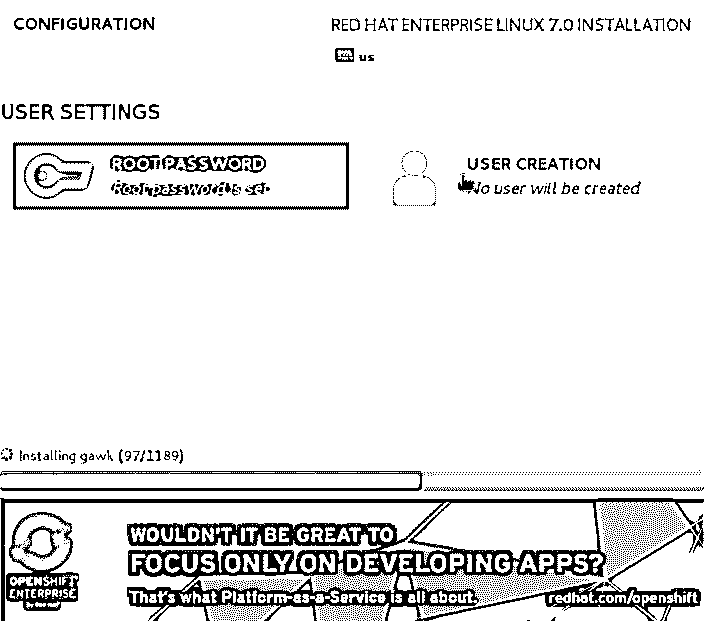 CONFIGURATION
RED HAT ENTERPRISE LINUX 7.0 INSTALLATION
us
USER SETTINGS
ROOT PASSWORD
Root password is set
USER CREATION
No user will be created
Installing gawk (97/1189)
WOULDN'T IT BE GREAT TO
FOCUS ONLY ON DEVELOPING APPS?
OPENSHIFT
ENTERPRISE
by Red Hat
That's what Platform-as-a-Service is all about.
redhat.com/openshift